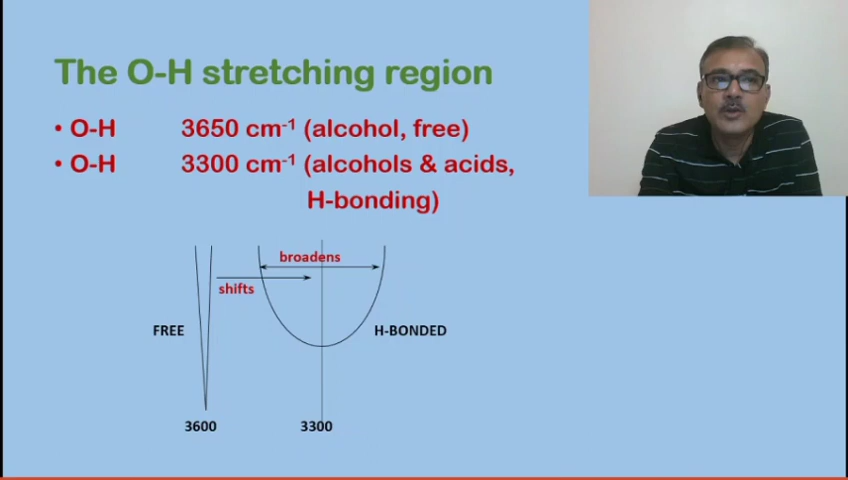 The O-H stretching region
• O-H 3650 cm⁻¹ (alcohol, free)
• O-H 3300 cm⁻¹ (alcohols & acids,
H-bonding)
broadens
shifts
FREE
H-BONDED
3600
3300